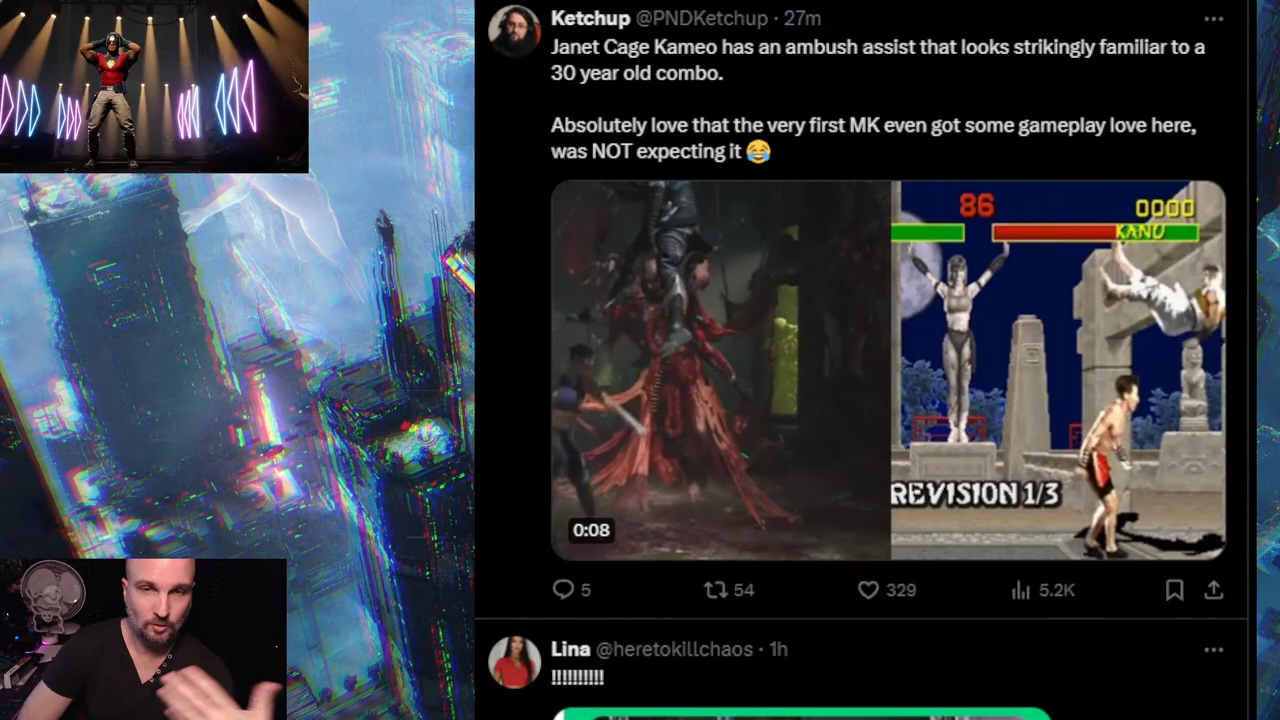 Ketchup @PNDKetchup · 27m
Janet Cage Kameo has an ambush assist that looks strikingly familiar to a
30 year old combo.
Absolutely love that the very first MK even got some gameplay love here,
was NOT expecting it 😂
86
0000
KANO
REVISION 1/3
0:08
5
54
329
5.2K
Lina @heretokillchaos · 1h
!!!!!!!!!!